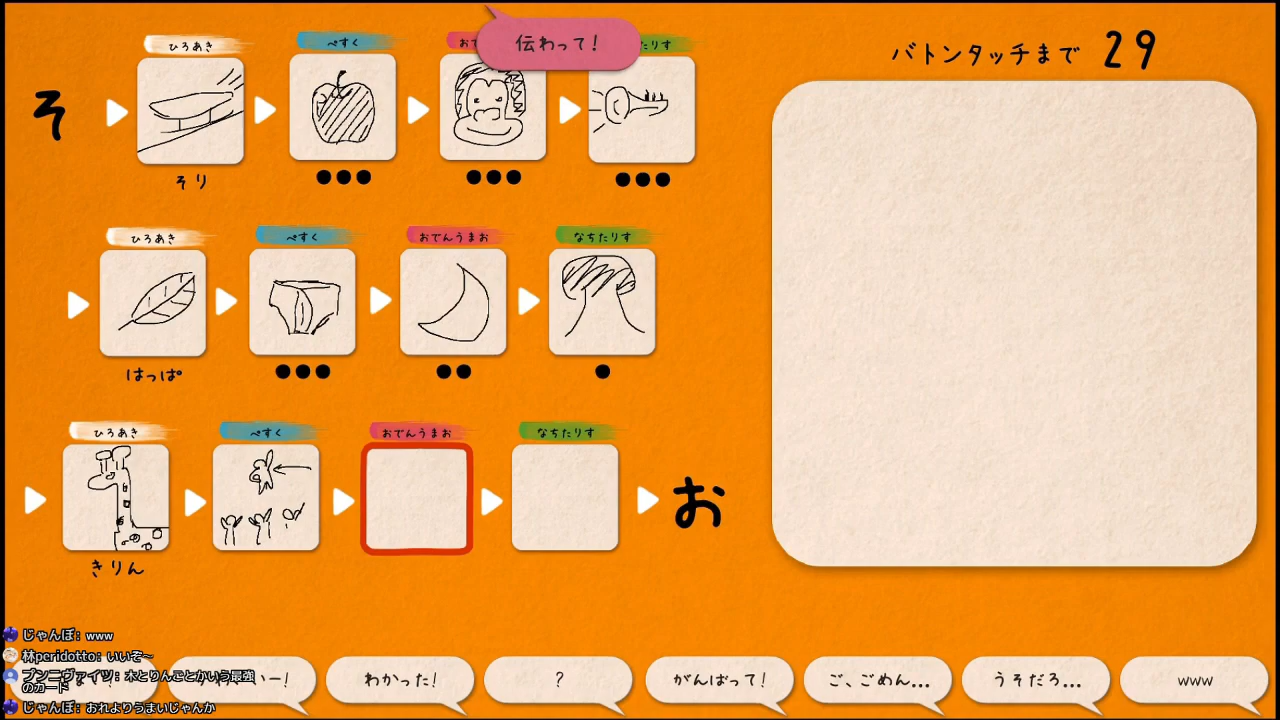 ひろあき
ぺすく
おで
たりす
伝わって!
バトンタッチまで 29
そ
そり
ひろあき
ぺすく
おでんうまお
なちたりす
はっぱ
ひろあき
ぺすく
おでんうまお
なちたりす
お
きりん
じゃんぼ: www
林peridotto: いいぞ~
ブンニヴァイツ: 木とりんごとかいう最強
のカード
じゃんぼ: おれよりうまいじゃんか
わかった!
?
がんばって!
ご、ごめん...
うそだろ...
www